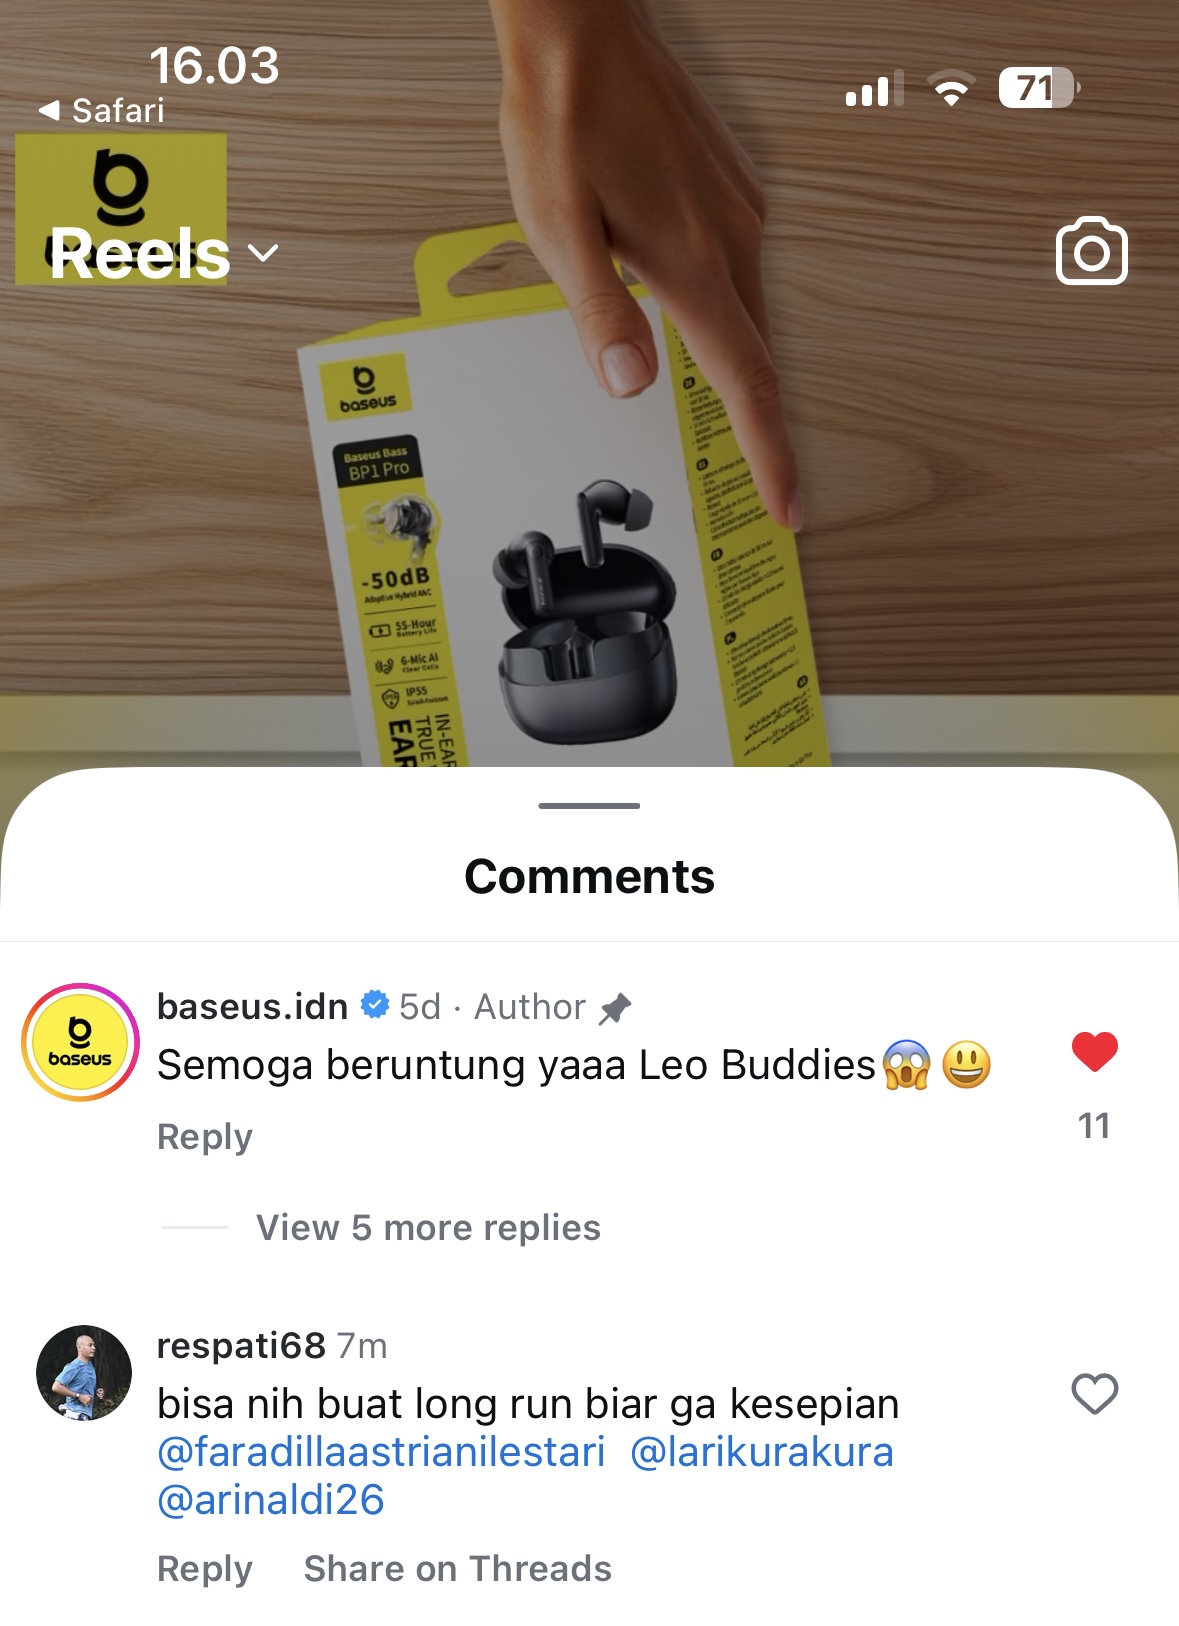 16.03
Safari
71
Reels
baseus
Baseus Bass
BP1 Pro
-50dB
Adaptive Hybrid ANC
55-Hour
Battery Life
6-Mic AI
Clear Calls
IP55
IN-EAR
TRUE
EAR
Comments
baseus.idn 5d · Author
baseus
Semoga beruntung yaaa Leo Buddies😱😃
Reply
11
View 5 more replies
respati68 7m
bisa nih buat long run biar ga kesepian
@faradillaastrianilestari @larikurakura
@arinaldi26
Reply Share on Threads